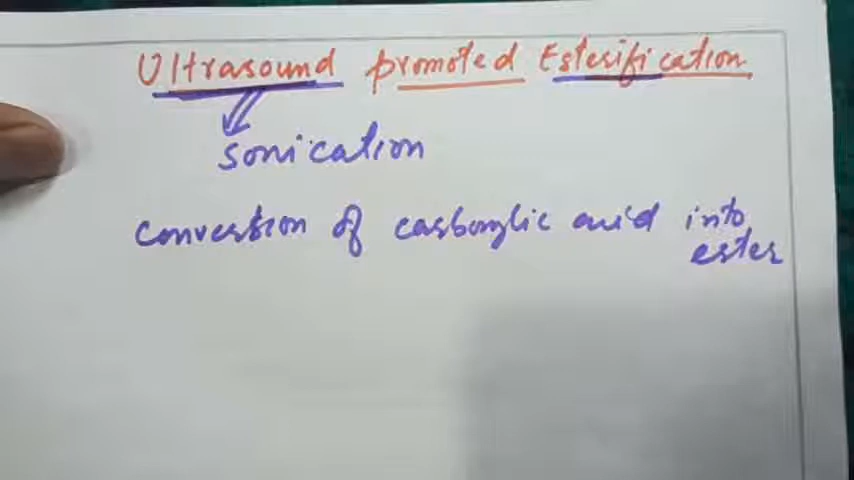 Ultrasound promoted Esterification
sonication
conversion of carboxylic acid into
ester